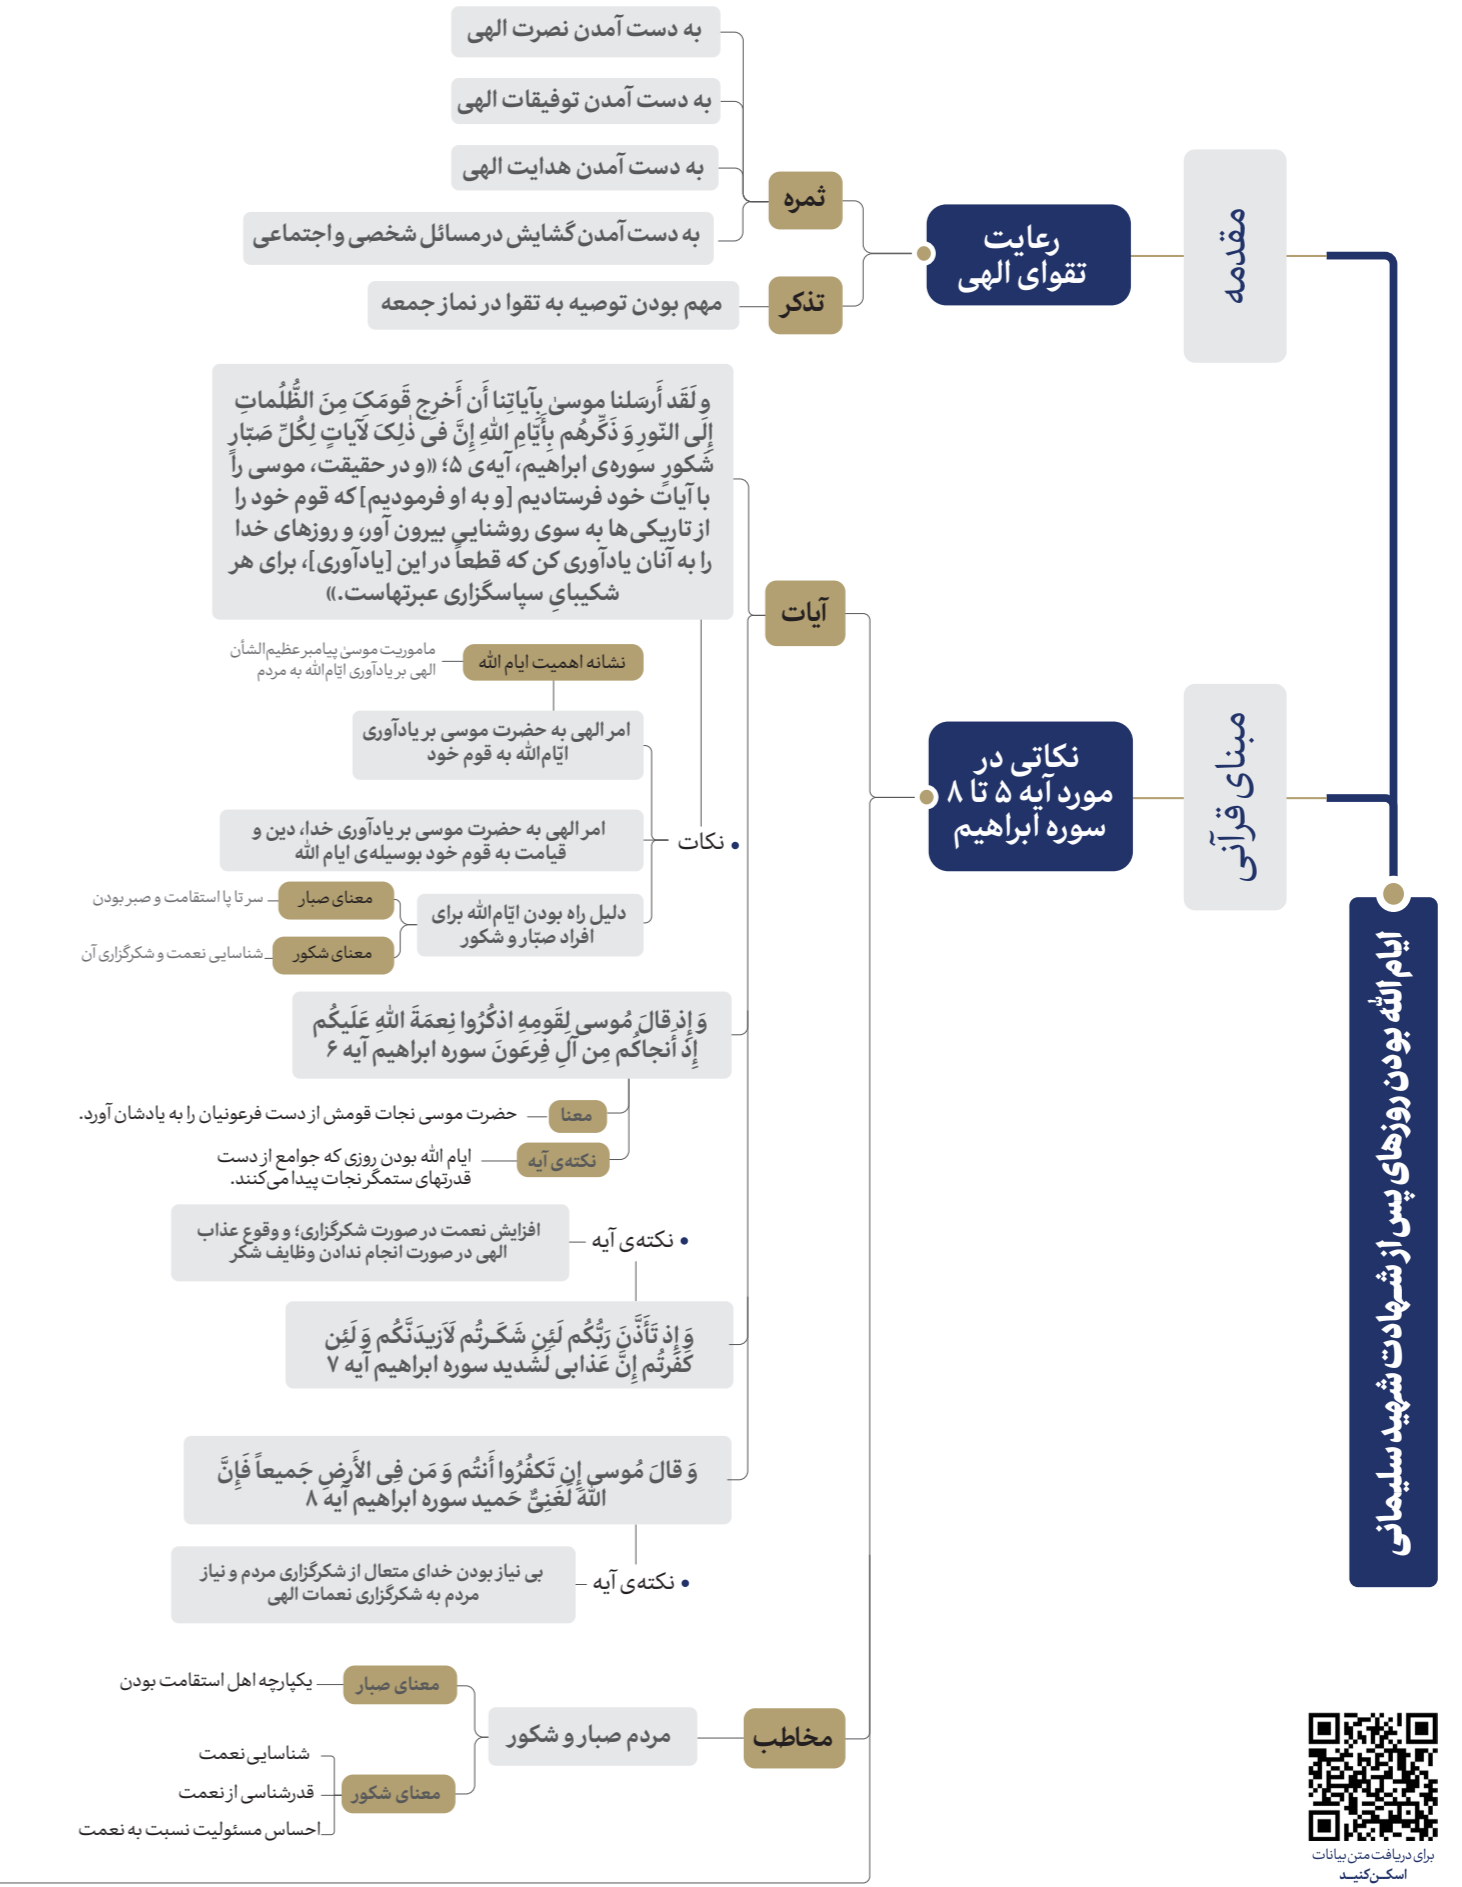 ایام‌الله بودن روزهای پس از شهادت شهید سلیمانی
مقدمه
رعایت
تقوای الهی
ثمره
به دست آمدن نصرت الهی
به دست آمدن توفیقات الهی
به دست آمدن هدایت الهی
به دست آمدن گشایش در مسائل شخصی و اجتماعی
تذکر
مهم بودن توصیه به تقوا در نماز جمعه
مبنای قرآنی
نکاتی در
مورد آیه ۵ تا ۸
سوره ابراهیم
آیات
و لَقَد أَرسَلنا موسیٰ بِآیاتِنا أَن أَخرِج قَومَکَ مِنَ الظُّلُماتِ
إِلَی النّورِ وَ ذَکِّرهُم بِأَیّامِ اللهِ إِنَّ فی ذٰلِکَ لَآیاتٍ لِکُلِّ صَبّارٍ
شَکورٍ سوره‌ی ابراهیم، آیه‌ی ۵؛ «و در حقیقت، موسی را
با آیات خود فرستادیم [و به او فرمودیم] که قوم خود را
از تاریکی‌ها به سوی روشنایی بیرون آور، و روزهای خدا
را به آنان یادآوری کن که قطعاً در این [یادآوری]، برای هر
شکیبایِ سپاسگزاری عبرتهاست.»
• نکات
نشانه اهمیت ایام الله
ماموریت موسیٰ پیامبر عظیم‌الشأن
الهی بر یادآوری ایّام‌الله به مردم
امر الهی به حضرت موسی بر یادآوری
ایّام‌الله به قوم خود
امر الهی به حضرت موسی بر یادآوری خدا، دین و
قیامت به قوم خود بوسیله‌ی ایام الله
دلیل راه بودن ایّام‌الله برای
افراد صبّار و شکور
معنای صبار
سر تا پا استقامت و صبر بودن
معنای شکور
شناسایی نعمت و شکرگزاری آن
وَ إِذ قالَ مُوسی لِقَومِهِ اذکُرُوا نِعمَةَ اللهِ عَلَیکُم
إِذ أَنجاکُم مِن آلِ فِرعَونَ سوره ابراهیم آیه ۶
معنا
حضرت موسی نجات قومش از دست فرعونیان را به یادشان آورد.
نکته‌ی آیه
ایام الله بودن روزی که جوامع از دست
قدرتهای ستمگر نجات پیدا می‌کنند.
• نکته‌ی آیه
افزایش نعمت در صورت شکرگزاری؛ و وقوع عذاب
الهی در صورت انجام ندادن وظایف شکر
وَ إِذ تَأَذَّنَ رَبُّکُم لَئِن شَکَـرتُم لَاَزیـدَنَّکُم وَ لَئِن
کَفَرتُم إِنَّ عَذابی لَشَدید سوره ابراهیم آیه ۷
وَ قالَ مُوسی إِن تَکفُرُوا أَنتُم وَ مَن فِی الأَرضِ جَمیعاً فَإِنَّ
اللهَ لَغَنِیٌّ حَمید سوره ابراهیم آیه ۸
• نکته‌ی آیه
بی نیاز بودن خدای متعال از شکرگزاری مردم و نیاز
مردم به شکرگزاری نعمات الهی
مخاطب
مردم صبار و شکور
معنای صبار
یکپارچه اهل استقامت بودن
معنای شکور
شناسایی نعمت
قدرشناسی از نعمت
احساس مسئولیت نسبت به نعمت
برای دریافت متن بیانات
اسکـن‌کنیـد